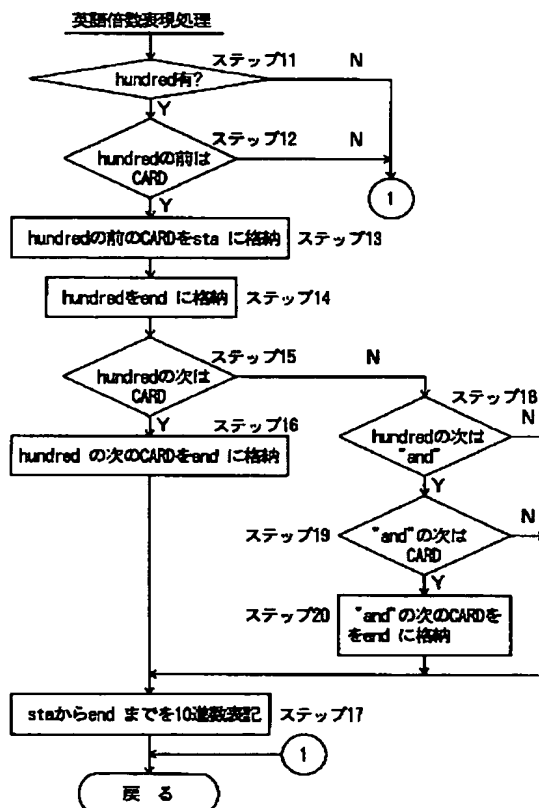 英語倍数表現処理
ステップ11
N
hundred有?
Y
ステップ12
N
hundredの前は
CARD
1
Y
hundredの前のCARDをsta に格納
ステップ13
hundredをend に格納
ステップ14
ステップ15
N
hundredの次は
CARD
ステップ18
Y
ステップ16
N
hundredの次は
"and"
hundred の次のCARDをend に格納
Y
N
ステップ19
"and"の次は
CARD
Y
ステップ20
"and"の次のCARDを
をend に格納
staからend までを10進数表記
ステップ17
1
戻 る